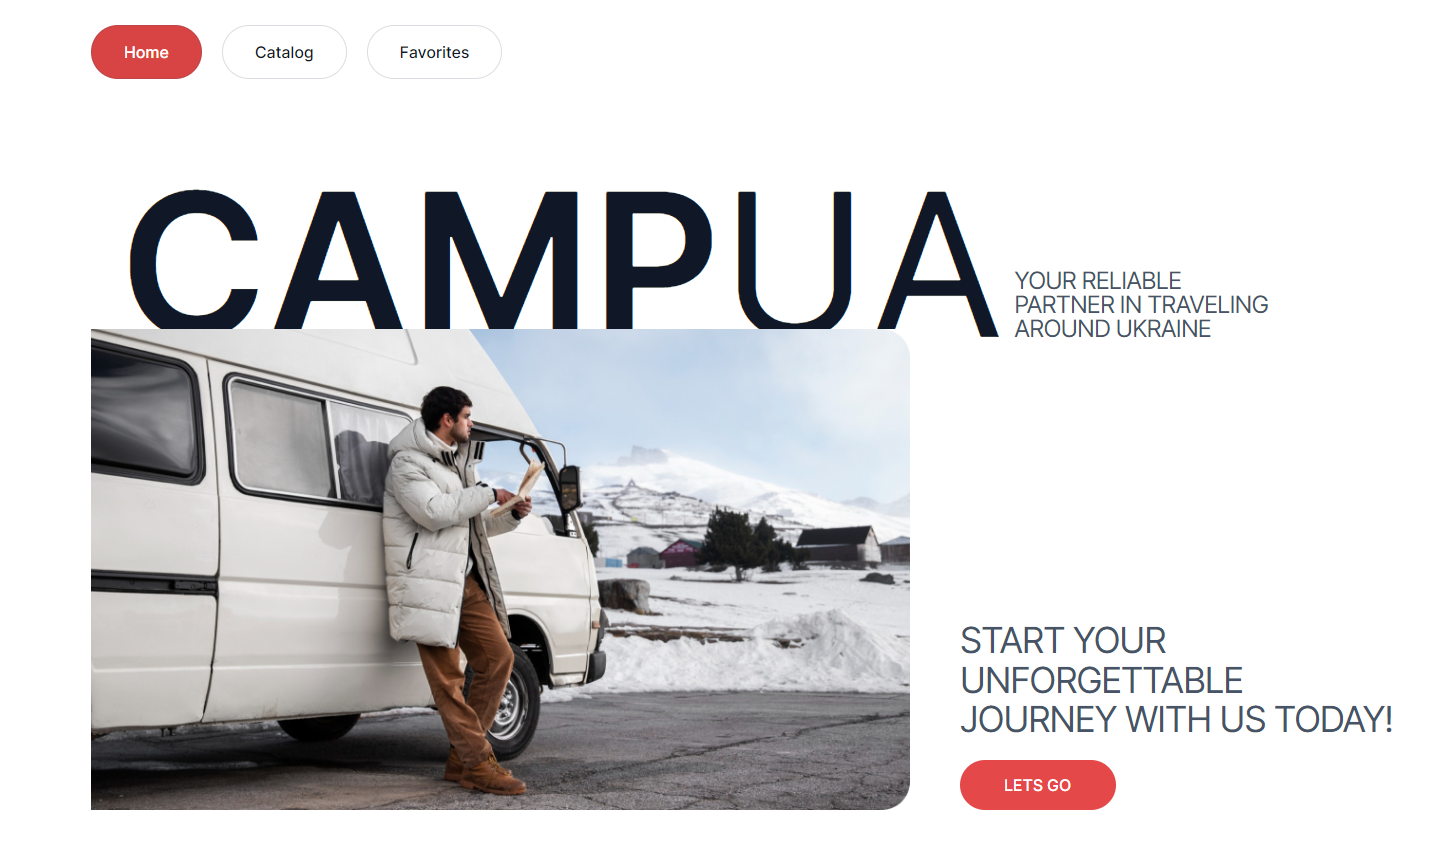 Home
Catalog
Favorites
CAMPUA
YOUR RELIABLE
PARTNER IN TRAVELING
AROUND UKRAINE
START YOUR
UNFORGETTABLE
JOURNEY WITH US TODAY!
LETS GO